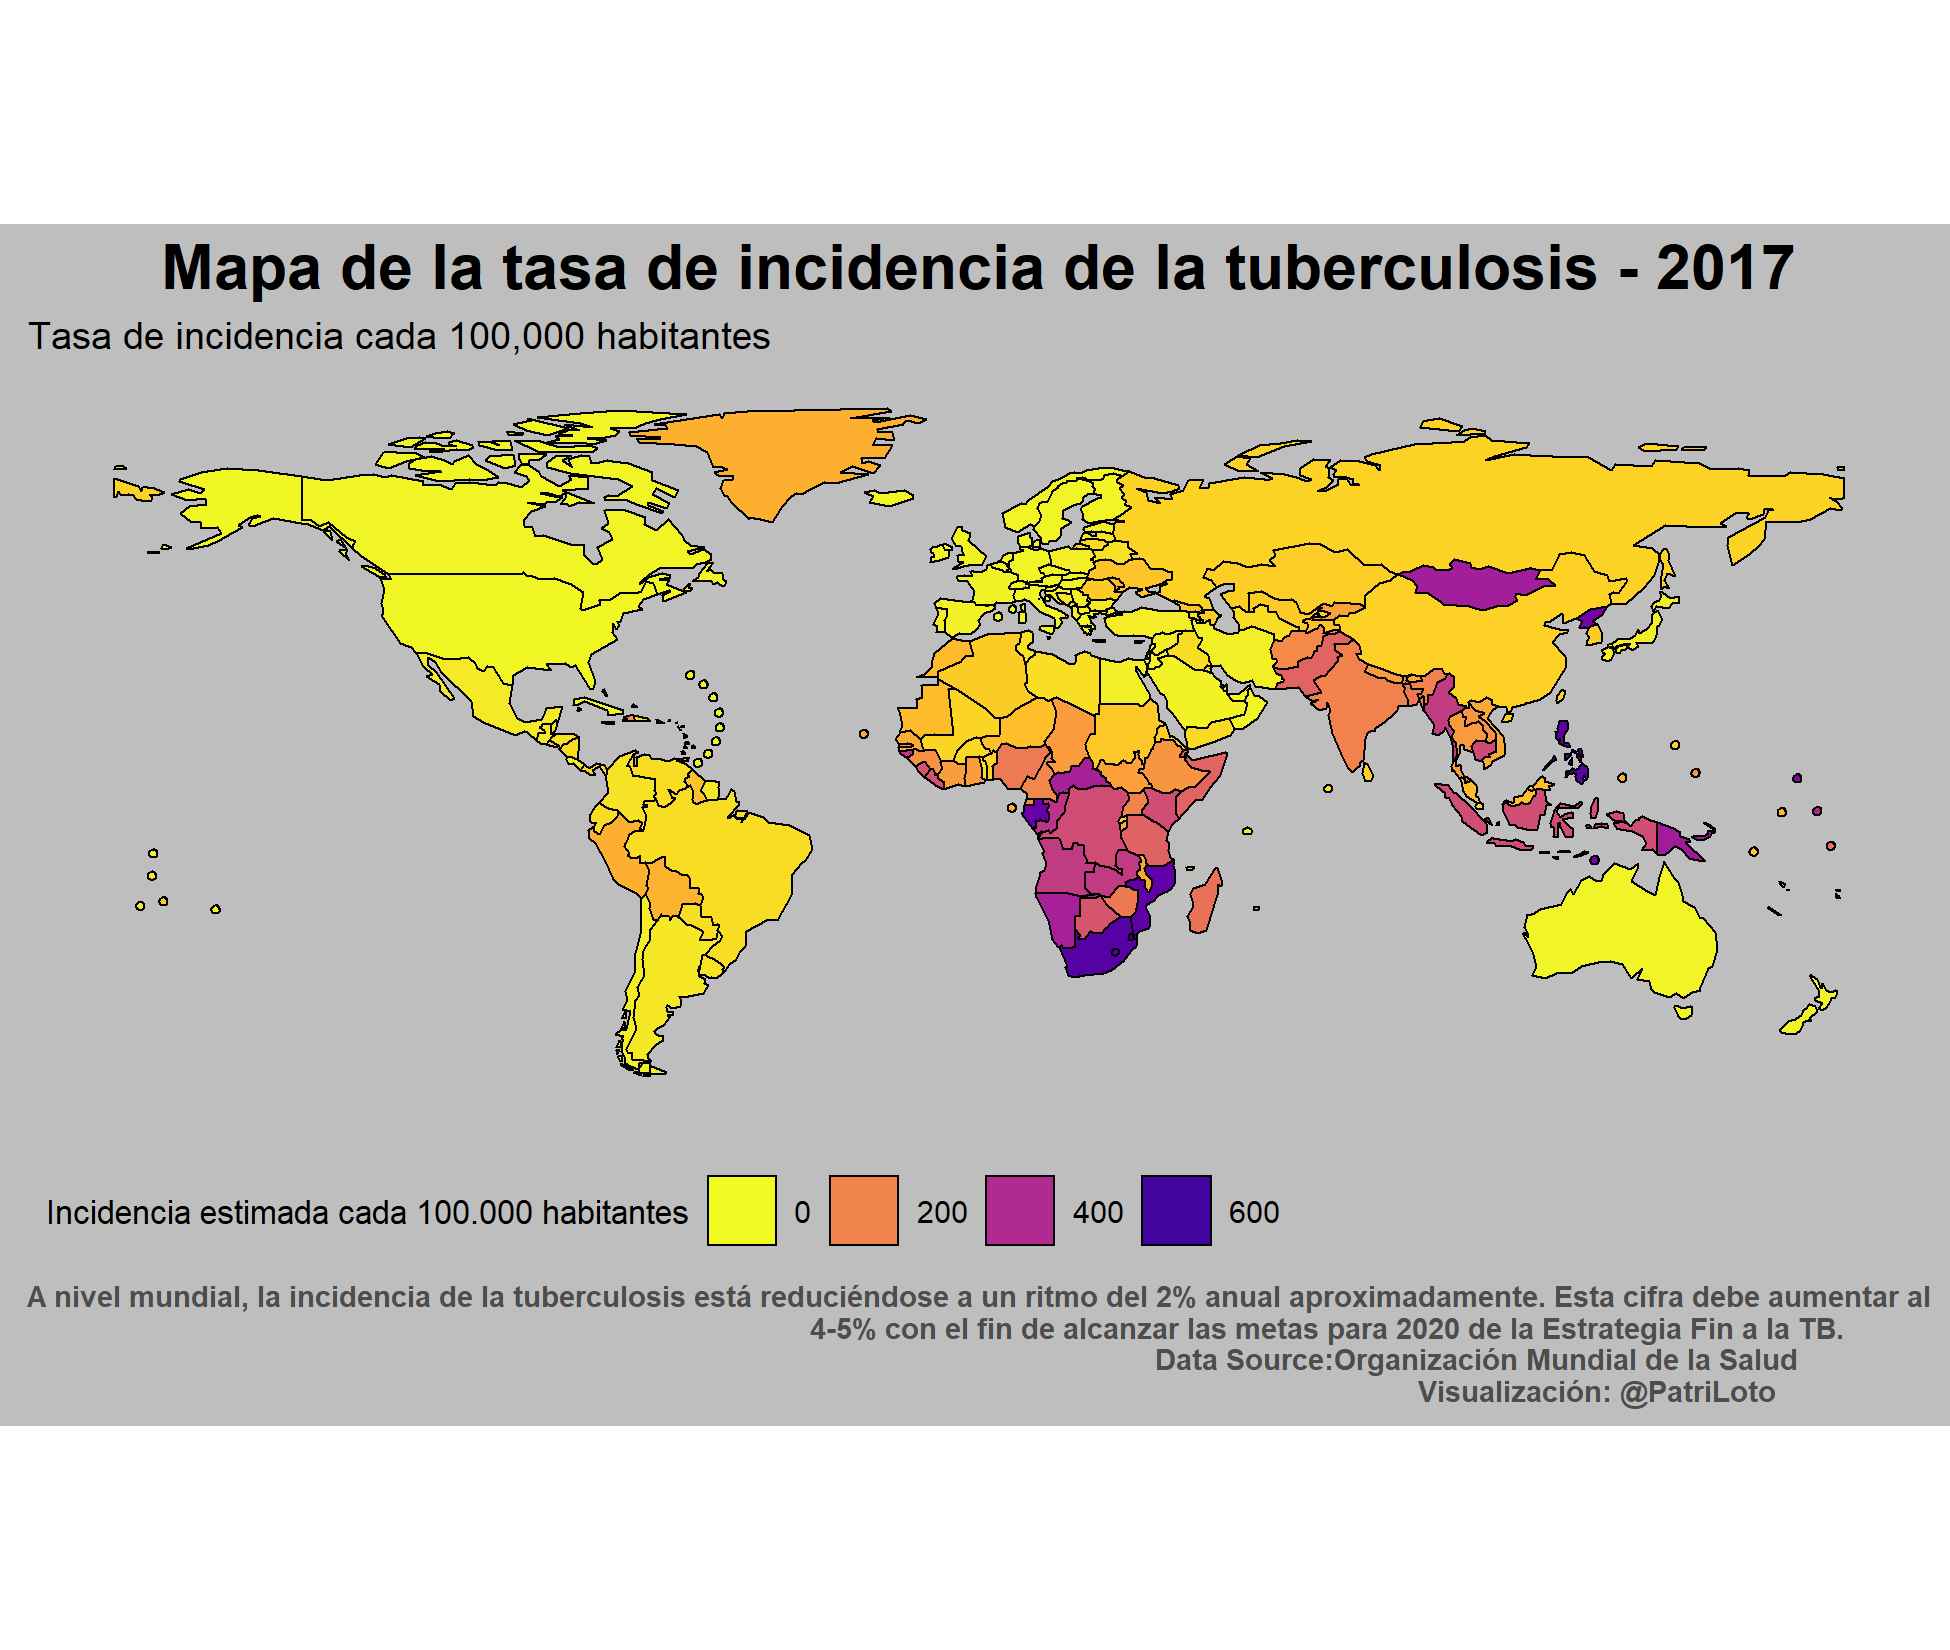 Mapa de la tasa de incidencia de la tuberculosis - 2017
Tasa de incidencia cada 100,000 habitantes
Incidencia estimada cada 100.000 habitantes 0 200 400 600
A nivel mundial, la incidencia de la tuberculosis está reduciéndose a un ritmo del 2% anual aproximadamente. Esta cifra debe aumentar al
4-5% con el fin de alcanzar las metas para 2020 de la Estrategia Fin a la TB.
Data Source:Organización Mundial de la Salud
Visualización: @PatriLoto